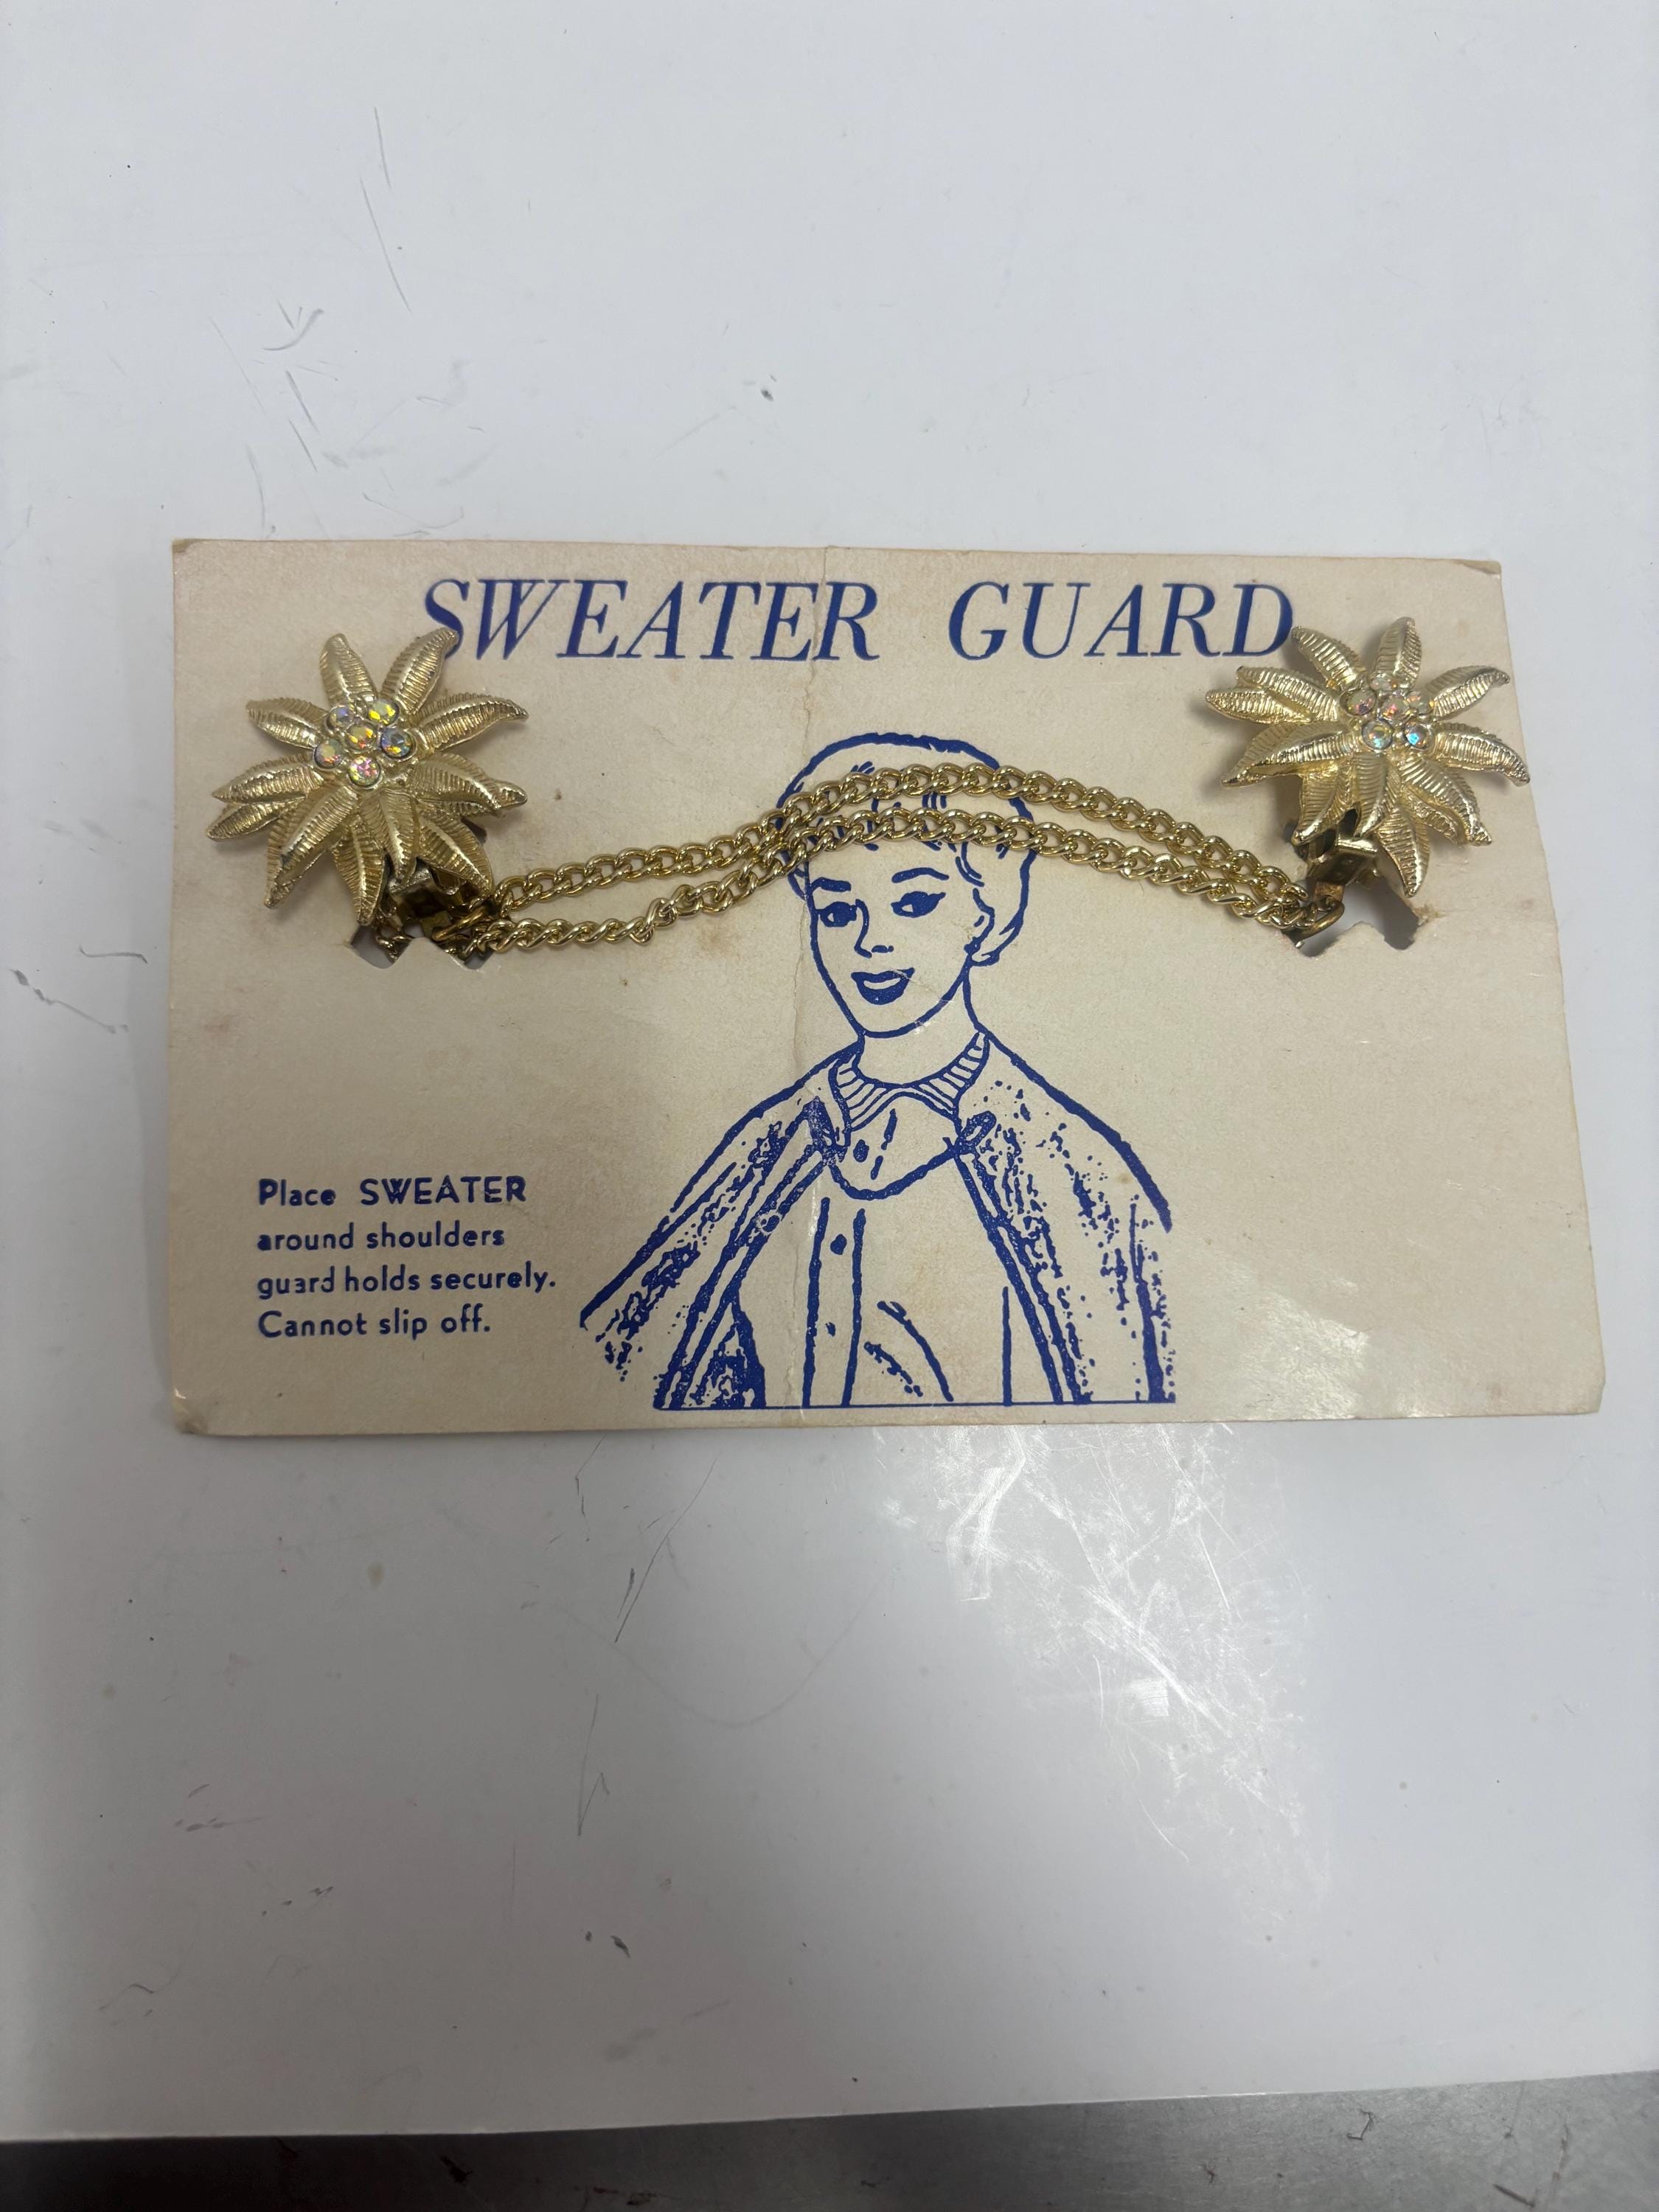 SWEATER GUARD
Place SWEATER
around shoulders
guard holds securely.
Cannot slip off.